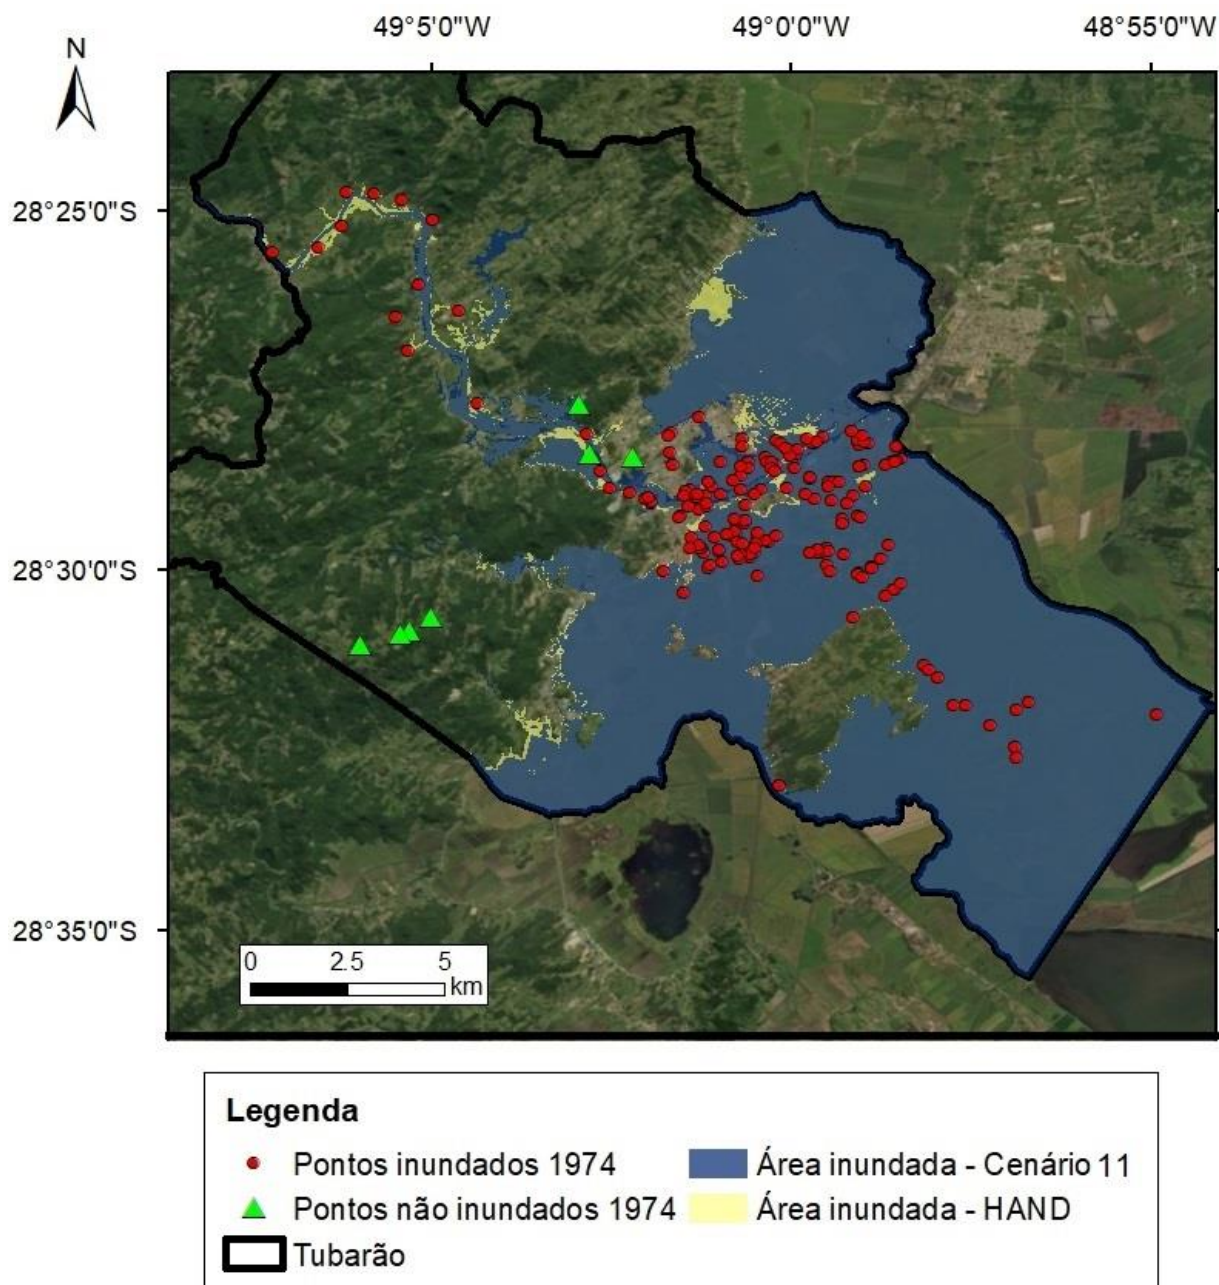 49°5'0"W 49°0'0"W 48°55'0"W
N
28°25'0"S
28°30'0"S
28°35'0"S
0 2.5 5
km
Legenda
Pontos inundados 1974 Área inundada - Cenário 11
Pontos não inundados 1974 Área inundada - HAND
Tubarão